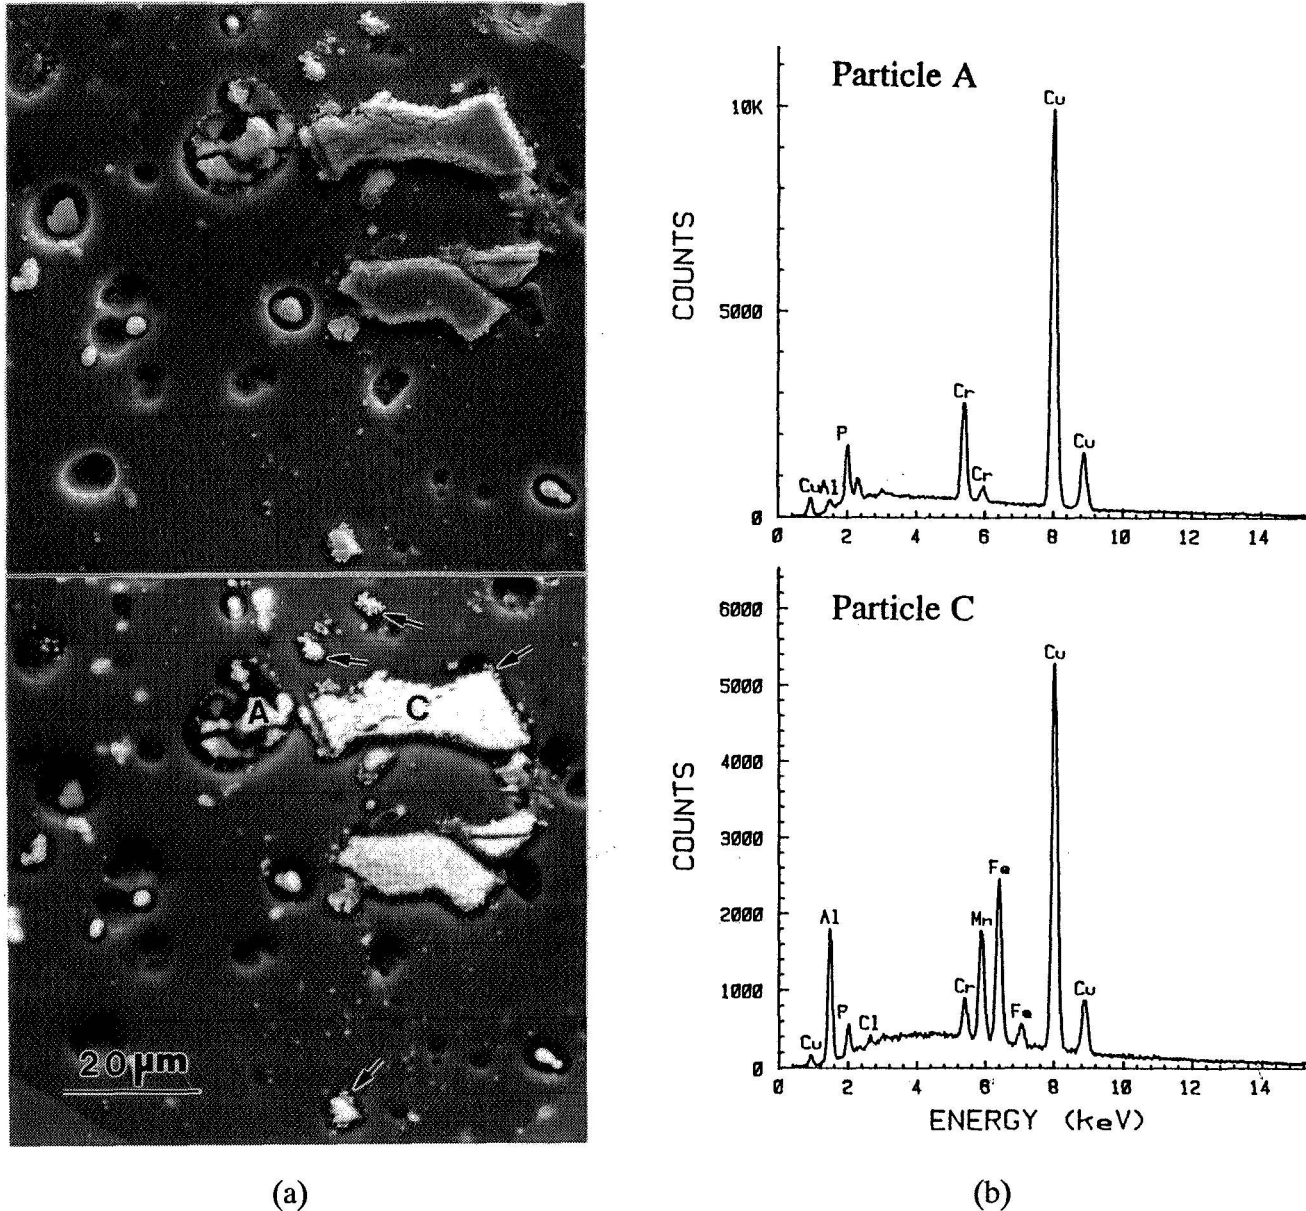 A
C
20 µm
(a)
Particle A
10K
5000
0
COUNTS
Cu
Al
P
Cr
Cr
Cu
Cu
0 2 4 6 8 10 12 14
Particle C
6000
5000
4000
3000
2000
1000
0
COUNTS
Cu
Al
P
Cl
Cr
Mn
Fe
Fe
Cu
Cu
0 2 4 6 8 10 12 14
ENERGY (keV)
(b)